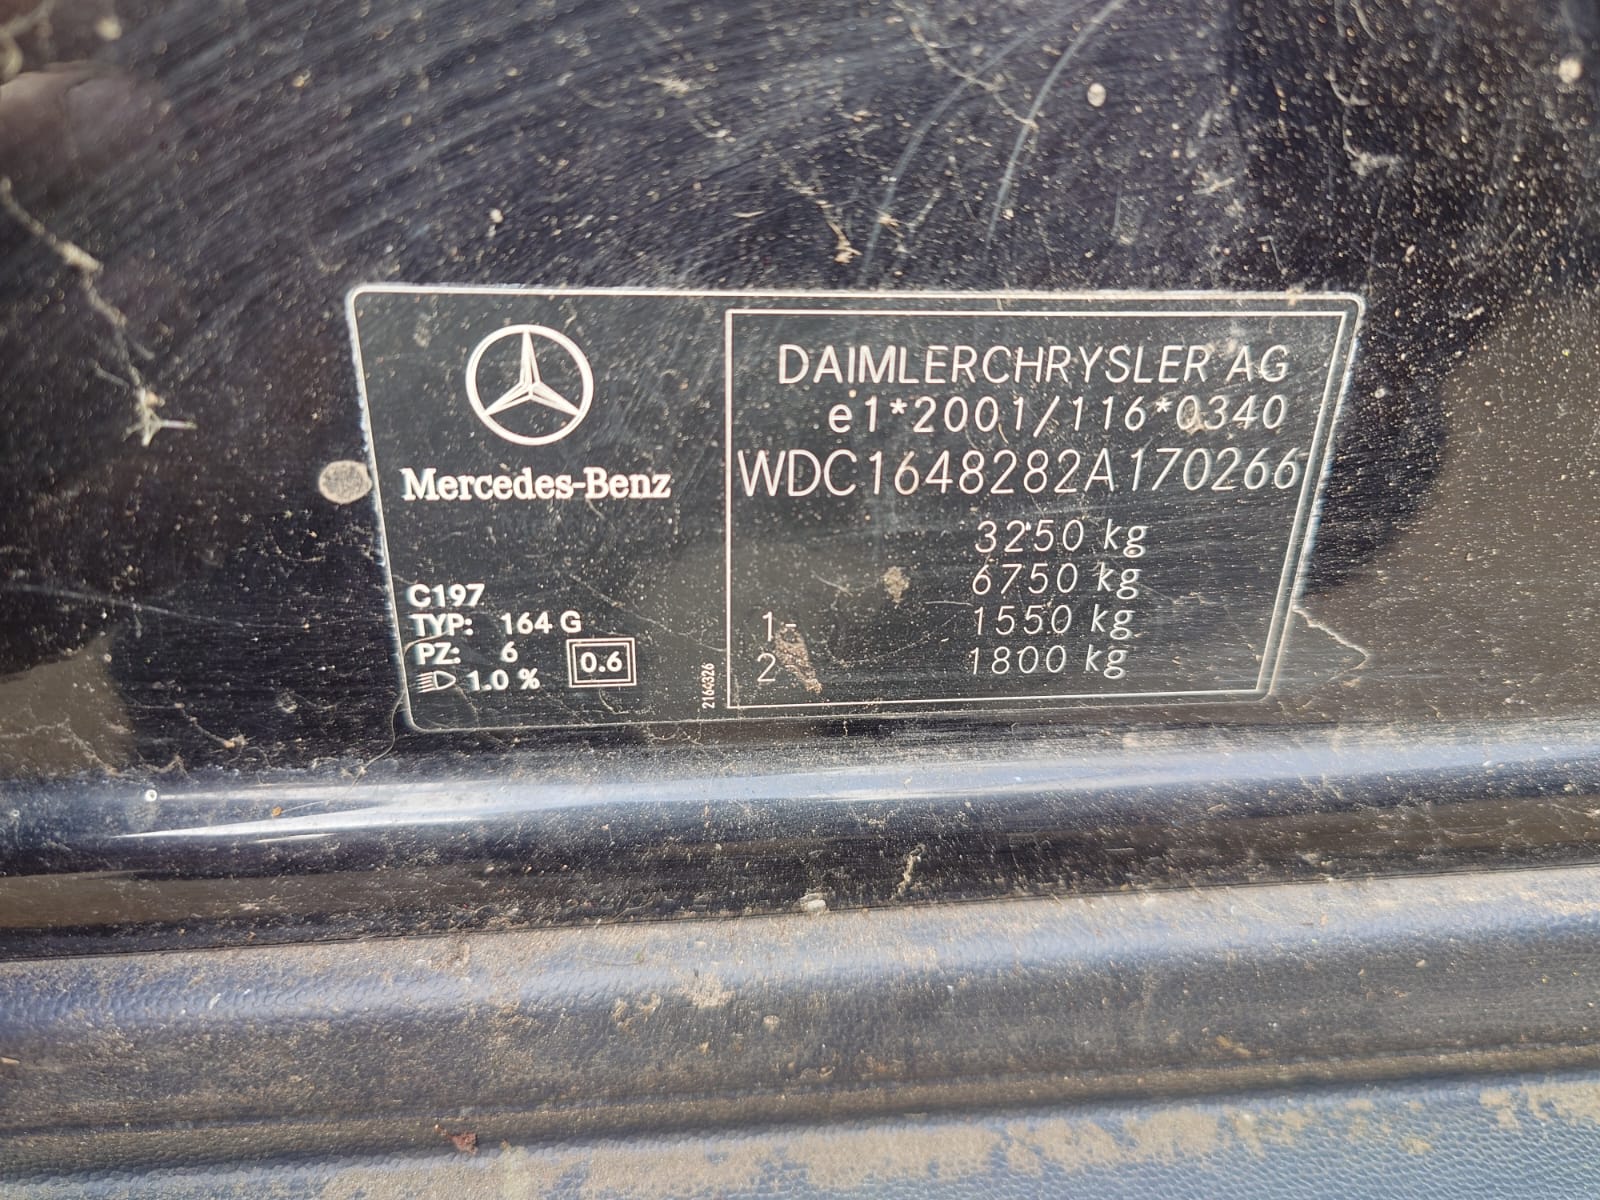 Mercedes-Benz
C197
TYP: 164 G
PZ: 6
1.0 %
0.6
2164326
DAIMLERCHRYSLER AG
e1*2001/116*0340
WDC1648282A170266
3250 kg
6750 kg
1- 1550 kg
2- 1800 kg